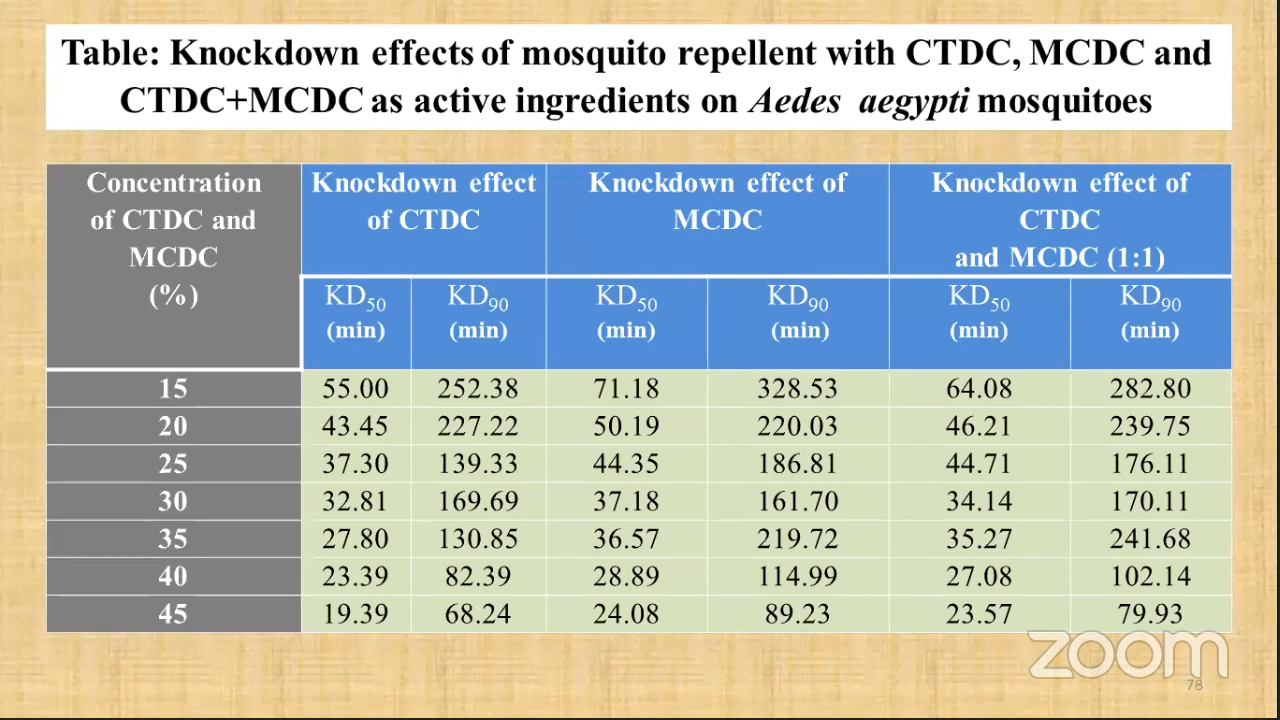 Table: Knockdown effects of mosquito repellent with CTDC, MCDC and
CTDC+MCDC as active ingredients on Aedes aegypti mosquitoes
Concentration
of CTDC and
MCDC
(%)
Knockdown effect
of CTDC
Knockdown effect of
MCDC
Knockdown effect of
CTDC
and MCDC (1:1)
KD50
(min)
KD90
(min)
KD50
(min)
KD90
(min)
KD50
(min)
KD90
(min)
15 55.00 252.38 71.18 328.53 64.08 282.80
20 43.45 227.22 50.19 220.03 46.21 239.75
25 37.30 139.33 44.35 186.81 44.71 176.11
30 32.81 169.69 37.18 161.70 34.14 170.11
35 27.80 130.85 36.57 219.72 35.27 241.68
40 23.39 82.39 28.89 114.99 27.08 102.14
45 19.39 68.24 24.08 89.23 23.57 79.93
zoom
78